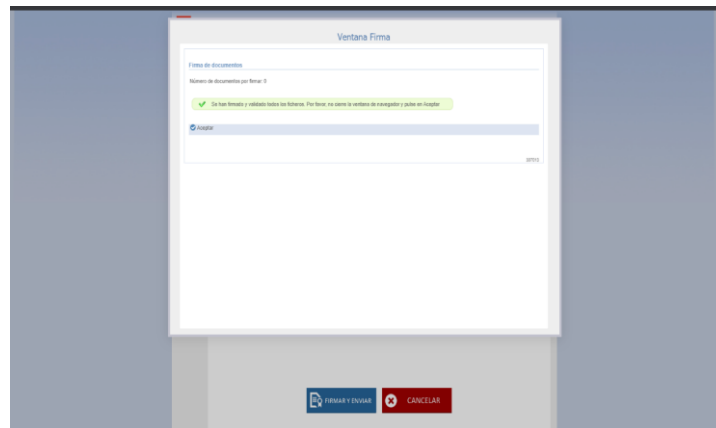 Ventana Firma
Firma de documentos
Número de documentos por firmar: 0
Se han firmado y validado todos los ficheros. Por favor, no cierre la ventana de navegador y pulse en Aceptar
Aceptar
FIRMAR Y ENVIAR
CANCELAR